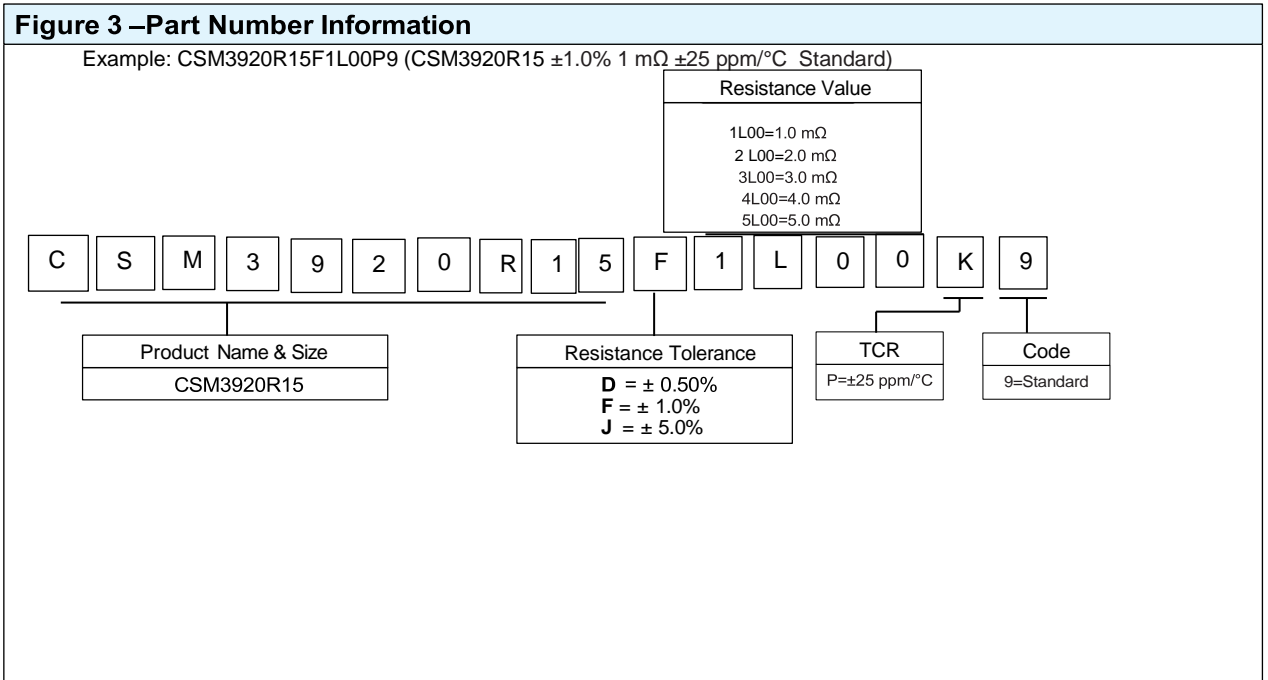 Figure 3 –Part Number Information
Example: CSM3920R15F1L00P9 (CSM3920R15 ±1.0% 1 mΩ ±25 ppm/°C Standard)
Resistance Value
1L00=1.0 mΩ
2 L00=2.0 mΩ
3L00=3.0 mΩ
4L00=4.0 mΩ
5L00=5.0 mΩ
C S M 3 9 2 0 R 1 5 F 1 L 0 0 K 9
Product Name & Size
CSM3920R15
Resistance Tolerance
D = ± 0.50%
F = ± 1.0%
J = ± 5.0%
TCR
P=±25 ppm/°C
Code
9=Standard